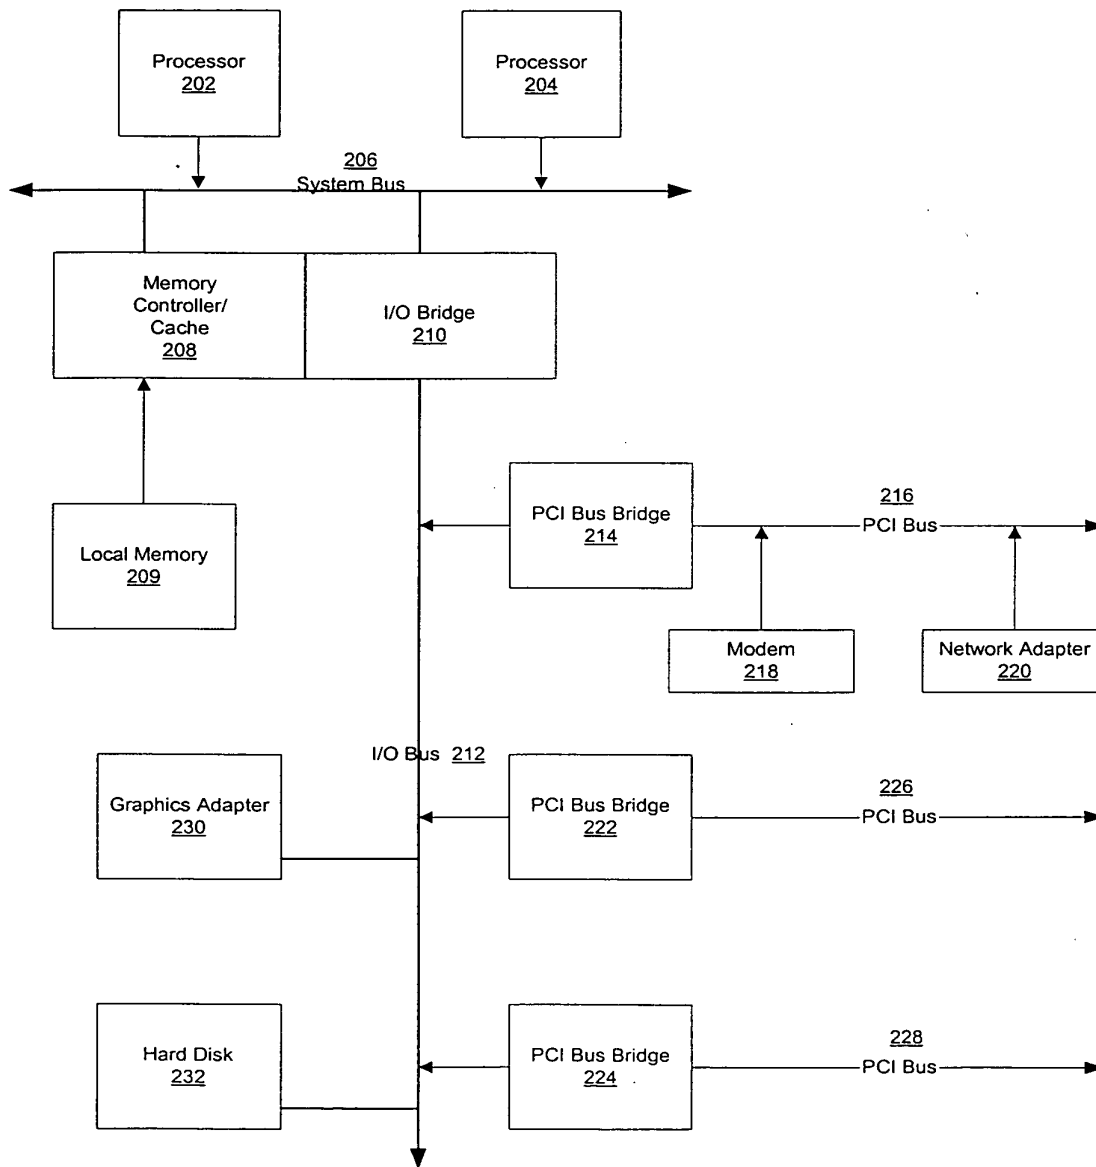 Processor
202
Processor
204
206
System Bus
Memory
Controller/
Cache
208
I/O Bridge
210
Local Memory
209
PCI Bus Bridge
214
216
PCI Bus
Modem
218
Network Adapter
220
I/O Bus 212
Graphics Adapter
230
PCI Bus Bridge
222
226
PCI Bus
Hard Disk
232
PCI Bus Bridge
224
228
PCI Bus